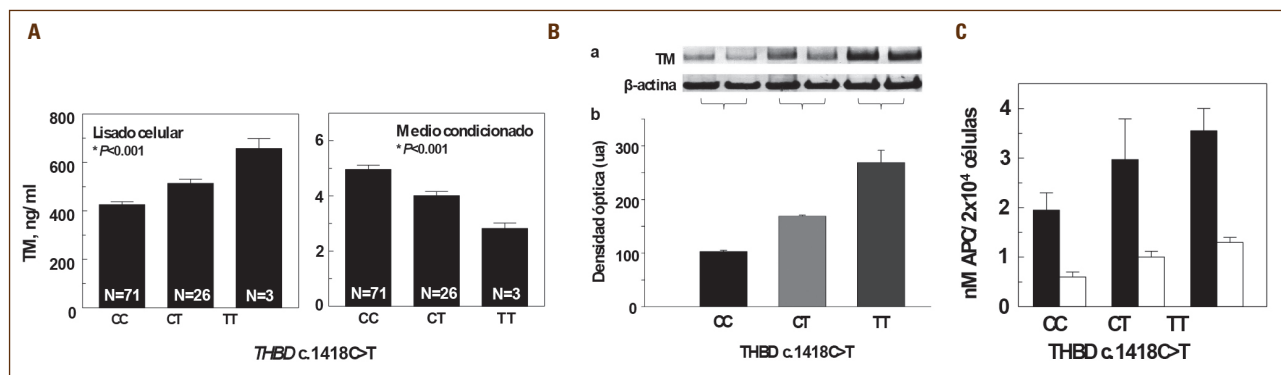 A
TM, ng/ml
800
600
400
200
0
Lisado celular
* P<0.001
N=71
N=26
N=3
CC
CT
TT
6
4
2
0
Medio condicionado
* P<0.001
N=71
N=26
N=3
CC
CT
TT
THBD c.1418C>T
B
a
TM
β-actina
b
Densidad óptica (ua)
300
200
100
0
CC
CT
TT
THBD c.1418C>T
C
nM APC/ 2x10⁴ células
4
3
2
1
0
CC
CT
TT
THBD c.1418C>T